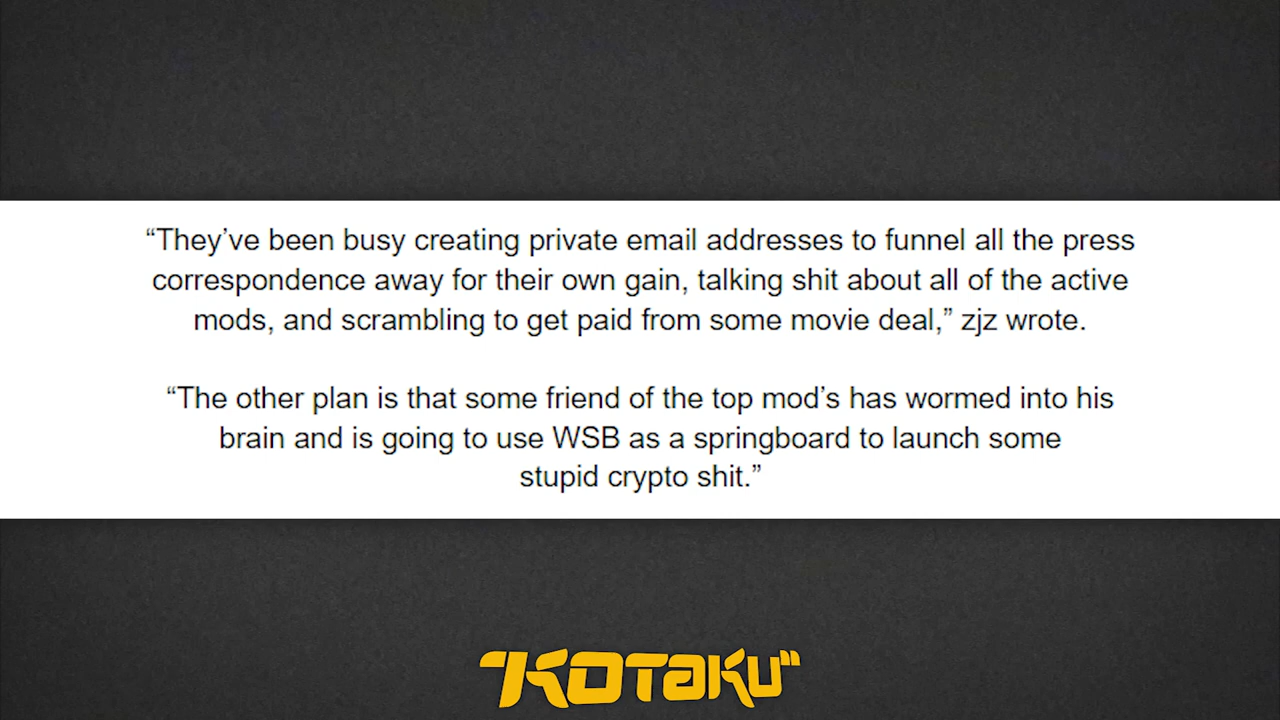 “They’ve been busy creating private email addresses to funnel all the press
correspondence away for their own gain, talking shit about all of the active
mods, and scrambling to get paid from some movie deal,” zjz wrote.
“The other plan is that some friend of the top mod’s has wormed into his
brain and is going to use WSB as a springboard to launch some
stupid crypto shit.”
"KOTAKU"